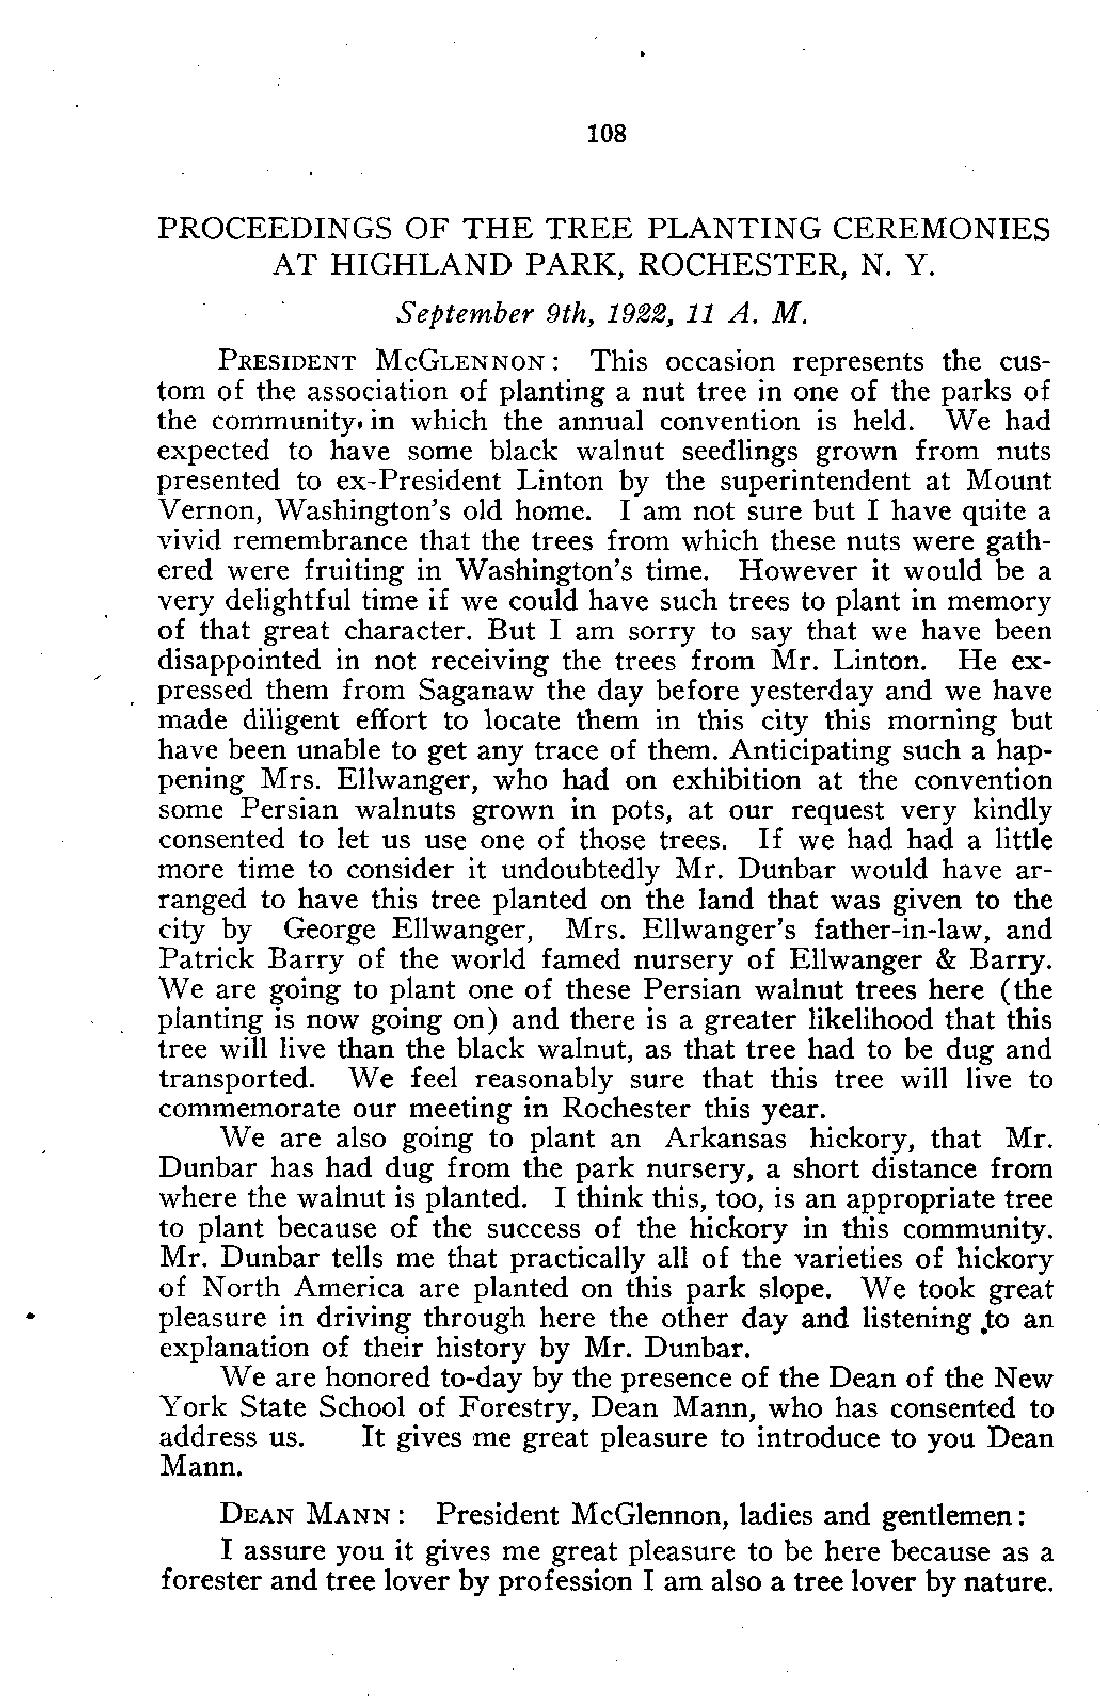 108
PROCEEDINGS OF THE TREE PLANTING CEREMONIES
AT HIGHLAND PARK, ROCHESTER, N. Y.
September 9th, 1922, 11 A. M.
PRESIDENT MCGLENNON: This occasion represents the cus-
tom of the association of planting a nut tree in one of the parks of
the community, in which the annual convention is held. We had
expected to have some black walnut seedlings grown from nuts
presented to ex-President Linton by the superintendent at Mount
Vernon, Washington's old home. I am not sure but I have quite a
vivid remembrance that the trees from which these nuts were gath-
ered were fruiting in Washington's time. However it would be a
very delightful time if we could have such trees to plant in memory
of that great character. But I am sorry to say that we have been
disappointed in not receiving the trees from Mr. Linton. He ex-
pressed them from Saganaw the day before yesterday and we have
made diligent effort to locate them in this city this morning but
have been unable to get any trace of them. Anticipating such a hap-
pening Mrs. Ellwanger, who had on exhibition at the convention
some Persian walnuts grown in pots, at our request very kindly
consented to let us use one of those trees. If we had had a little
more time to consider it undoubtedly Mr. Dunbar would have ar-
ranged to have this tree planted on the land that was given to the
city by George Ellwanger, Mrs. Ellwanger's father-in-law, and
Patrick Barry of the world famed nursery of Ellwanger & Barry.
We are going to plant one of these Persian walnut trees here (the
planting is now going on) and there is a greater likelihood that this
tree will live than the black walnut, as that tree had to be dug and
transported. We feel reasonably sure that this tree will live to
commemorate our meeting in Rochester this year.
We are also going to plant an Arkansas hickory, that Mr.
Dunbar has had dug from the park nursery, a short distance from
where the walnut is planted. I think this, too, is an appropriate tree
to plant because of the success of the hickory in this community.
Mr. Dunbar tells me that practically all of the varieties of hickory
of North America are planted on this park slope. We took great
pleasure in driving through here the other day and listening to an
explanation of their history by Mr. Dunbar.
We are honored to-day by the presence of the Dean of the New
York State School of Forestry, Dean Mann, who has consented to
address us. It gives me great pleasure to introduce to you Dean
Mann.
DEAN MANN: President McGlennon, ladies and gentlemen:
I assure you it gives me great pleasure to be here because as a
forester and tree lover by profession I am also a tree lover by nature.